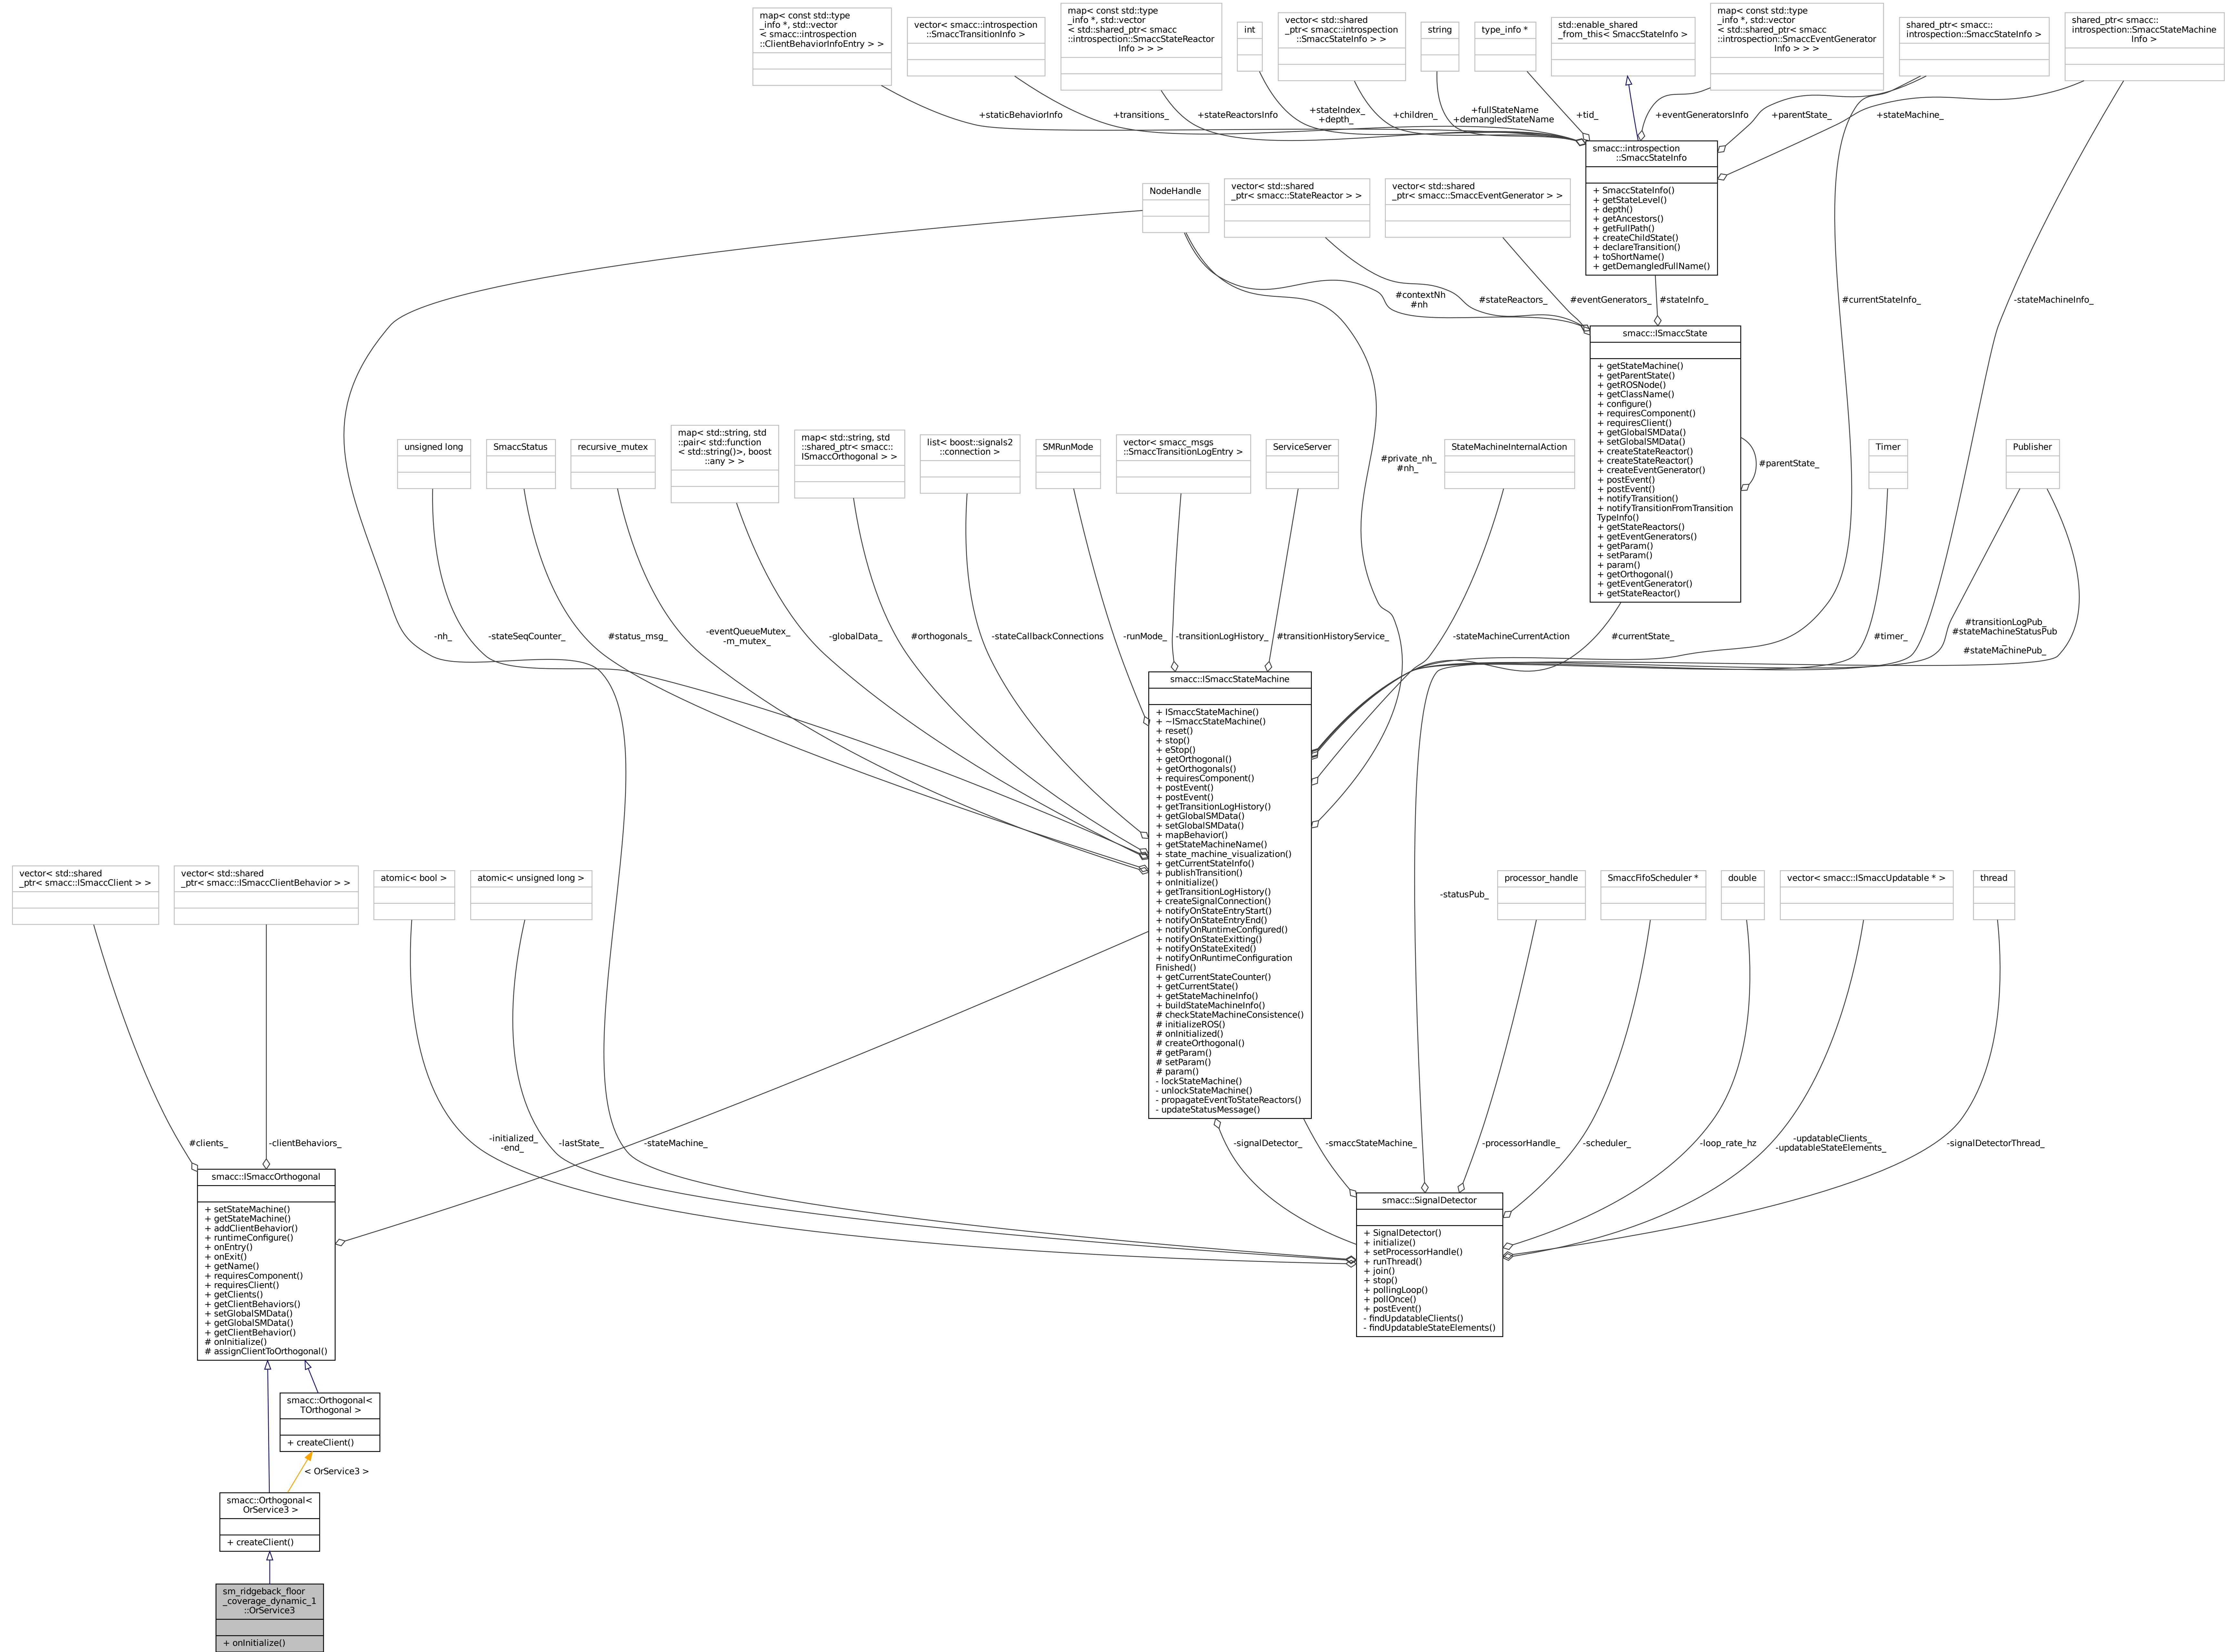 map< const std::type
_info *, std::vector
< smacc::introspection
::ClientBehaviorInfoEntry > >
vector< smacc::introspection
::SmaccTransitionInfo >
map< const std::type
_info *, std::vector
< std::shared_ptr< smacc
::introspection::SmaccStateReactor
Info > > >
int
vector< std::shared
_ptr< smacc::introspection
::SmaccStateInfo > >
string
type_info *
std::enable_shared
_from_this< SmaccStateInfo >
map< const std::type
_info *, std::vector
< std::shared_ptr< smacc
::introspection::SmaccEventGenerator
Info > > >
shared_ptr< smacc::
introspection::SmaccStateInfo >
shared_ptr< smacc::
introspection::SmaccStateMachine
Info >
+staticBehaviorInfo
+transitions_
+stateReactorsInfo
+stateIndex_
+depth_
+children_
+fullStateName
+demangledStateName
+tid_
+eventGeneratorsInfo
+parentState_
+stateMachine_
smacc::introspection
::SmaccStateInfo
+ SmaccStateInfo()
+ getStateLevel()
+ depth()
+ getAncestors()
+ getFullPath()
+ createChildState()
+ declareTransition()
+ toShortName()
+ getDemangledFullName()
NodeHandle
vector< std::shared
_ptr< smacc::StateReactor > >
vector< std::shared
_ptr< smacc::SmaccEventGenerator > >
#contextNh
#nh
#stateReactors_
#eventGenerators_
#stateInfo_
#currentStateInfo_
-stateMachineInfo_
smacc::ISmaccState
+ getStateMachine()
+ getParentState()
+ getROSNode()
+ getClassName()
+ configure()
+ requiresComponent()
+ requiresClient()
+ getGlobalSMData()
+ setGlobalSMData()
+ createStateReactor()
+ createStateReactor()
+ createEventGenerator()
+ postEvent()
+ postEvent()
+ notifyTransition()
+ notifyTransitionFromTransition
TypeInfo()
+ getStateReactors()
+ getEventGenerators()
+ getParam()
+ setParam()
+ param()
+ getOrthogonal()
+ getEventGenerator()
+ getStateReactor()
#parentState_
unsigned long
SmaccStatus
recursive_mutex
map< std::string, std
::pair< std::function
< std::string()>, boost
::any > >
map< std::string, std
::shared_ptr< smacc::
ISmaccOrthogonal > >
list< boost::signals2
::connection >
SMRunMode
vector< smacc_msgs
::SmaccTransitionLogEntry >
ServiceServer
#private_nh_
#nh_
StateMachineInternalAction
Timer
Publisher
-nh_
-stateSeqCounter_
#status_msg_
-eventQueueMutex_
-m_mutex_
-globalData_
#orthogonals_
-stateCallbackConnections
-runMode_
-transitionLogHistory_
#transitionHistoryService_
-stateMachineCurrentAction
#currentState_
#timer_
#transitionLogPub_
#stateMachineStatusPub
_
#stateMachinePub_
smacc::ISmaccStateMachine
+ ISmaccStateMachine()
+ ~ISmaccStateMachine()
+ reset()
+ stop()
+ eStop()
+ getOrthogonal()
+ getOrthogonals()
+ requiresComponent()
+ postEvent()
+ postEvent()
+ getTransitionLogHistory()
+ getGlobalSMData()
+ setGlobalSMData()
+ mapBehavior()
+ getStateMachineName()
+ state_machine_visualization()
+ getCurrentStateInfo()
+ publishTransition()
+ onInitialize()
+ getTransitionLogHistory()
+ createSignalConnection()
+ notifyOnStateEntryStart()
+ notifyOnStateEntryEnd()
+ notifyOnRuntimeConfigured()
+ notifyOnStateExitting()
+ notifyOnStateExited()
+ notifyOnRuntimeConfiguration
Finished()
+ getCurrentStateCounter()
+ getCurrentState()
+ getStateMachineInfo()
+ buildStateMachineInfo()
# checkStateMachineConsistence()
# initializeROS()
# onInitialized()
# createOrthogonal()
# getParam()
# setParam()
# param()
- lockStateMachine()
- unlockStateMachine()
- propagateEventToStateReactors()
- updateStatusMessage()
vector< std::shared
_ptr< smacc::ISmaccClient > >
vector< std::shared
_ptr< smacc::ISmaccClientBehavior > >
atomic< bool >
atomic< unsigned long >
-statusPub_
processor_handle
SmaccFifoScheduler *
double
vector< smacc::ISmaccUpdatable * >
thread
#clients_
-clientBehaviors_
-initialized_
-end_
-lastState_
-stateMachine_
-signalDetector_
-smaccStateMachine_
-processorHandle_
-scheduler_
-loop_rate_hz
-updatableClients_
-updatableStateElements_
-signalDetectorThread_
smacc::ISmaccOrthogonal
+ setStateMachine()
+ getStateMachine()
+ addClientBehavior()
+ runtimeConfigure()
+ onEntry()
+ onExit()
+ getName()
+ requiresComponent()
+ requiresClient()
+ getClients()
+ getClientBehaviors()
+ setGlobalSMData()
+ getGlobalSMData()
+ getClientBehavior()
# onInitialize()
# assignClientToOrthogonal()
smacc::SignalDetector
+ SignalDetector()
+ initialize()
+ setProcessorHandle()
+ runThread()
+ join()
+ stop()
+ pollingLoop()
+ pollOnce()
+ postEvent()
- findUpdatableClients()
- findUpdatableStateElements()
smacc::Orthogonal<
TOrthogonal >
+ createClient()
< OrService3 >
smacc::Orthogonal<
OrService3 >
+ createClient()
sm_ridgeback_floor
_coverage_dynamic_1
::OrService3
+ onInitialize()